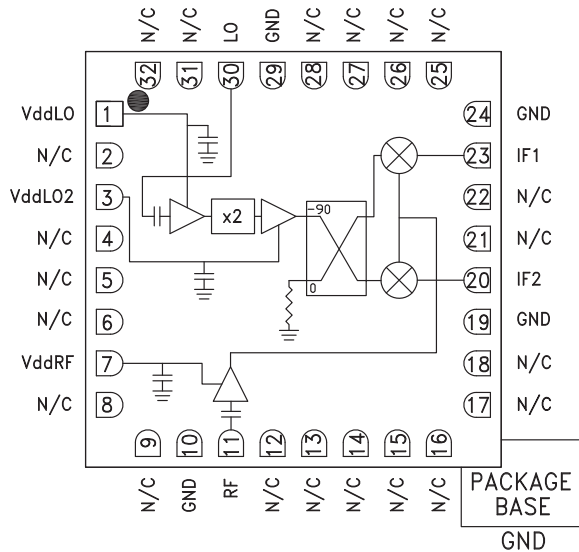 N/C N/C LO GND N/C N/C N/C N/C
32 31 30 29 28 27 26 25
VddLO 1
N/C 2
VddLO2 3
N/C 4
N/C 5
N/C 6
VddRF 7
N/C 8
x2
-90
0
24 GND
23 IF1
22 N/C
21 N/C
20 IF2
19 GND
18 N/C
17 N/C
9 10 11 12 13 14 15 16
N/C GND RF N/C N/C N/C N/C N/C
PACKAGE
BASE
GND